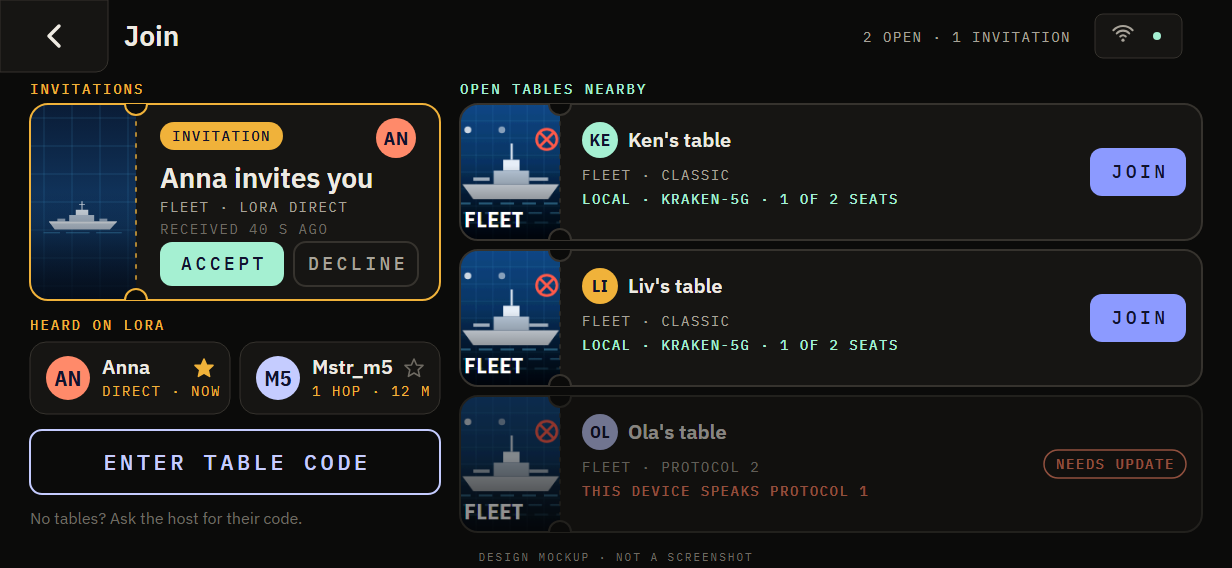 Join
2 OPEN · 1 INVITATION
INVITATIONS
INVITATION
AN
Anna invites you
FLEET · LORA DIRECT
RECEIVED 40 S AGO
ACCEPT
DECLINE
HEARD ON LORA
AN
Anna
DIRECT · NOW
M5
Mstr_m5
1 HOP · 12 M
ENTER TABLE CODE
No tables? Ask the host for their code.
OPEN TABLES NEARBY
FLEET
KE
Ken's table
FLEET · CLASSIC
LOCAL · KRAKEN-5G · 1 OF 2 SEATS
JOIN
FLEET
LI
Liv's table
FLEET · CLASSIC
LOCAL · KRAKEN-5G · 1 OF 2 SEATS
JOIN
FLEET
OL
Ola's table
FLEET · PROTOCOL 2
THIS DEVICE SPEAKS PROTOCOL 1
NEEDS UPDATE
DESIGN MOCKUP · NOT A SCREENSHOT